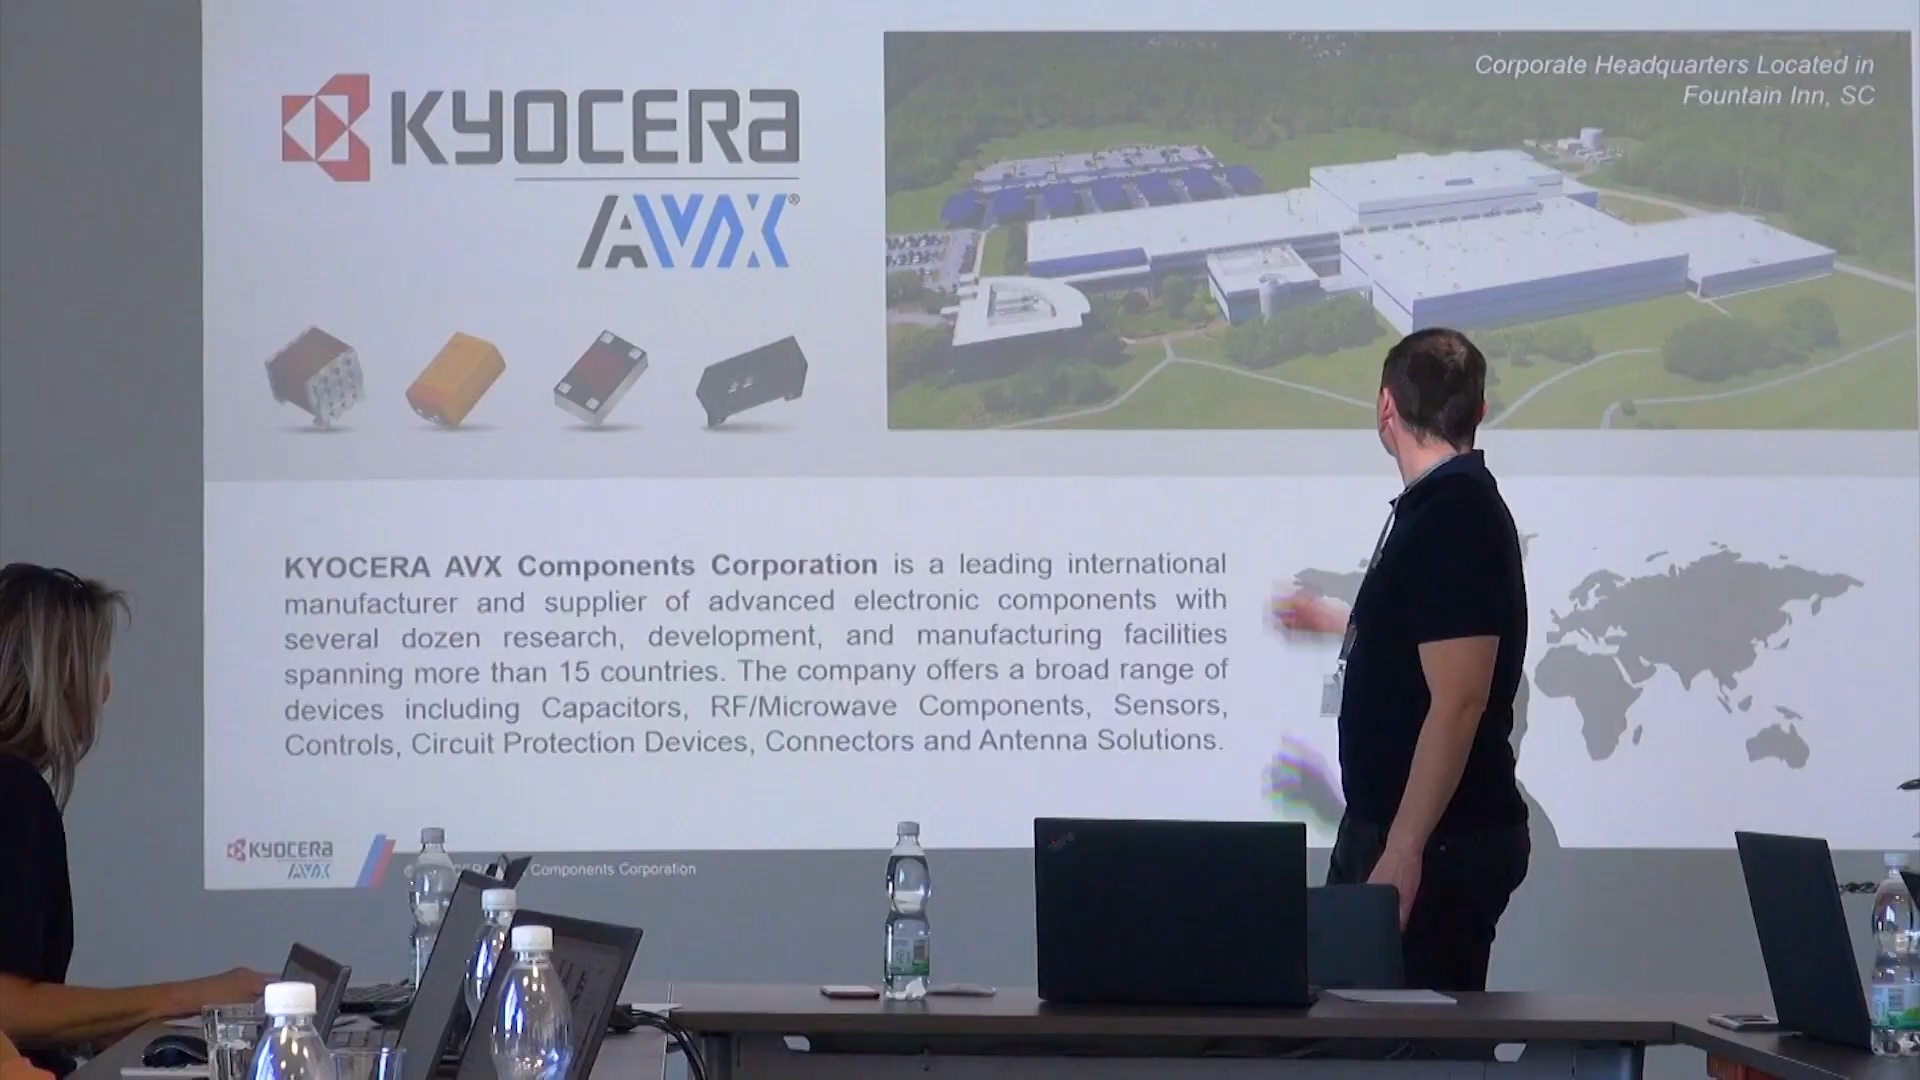 KYOCERA
AVX®
Corporate Headquarters Located in
Fountain Inn, SC
KYOCERA AVX Components Corporation is a leading international
manufacturer and supplier of advanced electronic components with
several dozen research, development, and manufacturing facilities
spanning more than 15 countries. The company offers a broad range of
devices including Capacitors, RF/Microwave Components, Sensors,
Controls, Circuit Protection Devices, Connectors and Antenna Solutions.
KYOCERA
AVX
Components Corporation